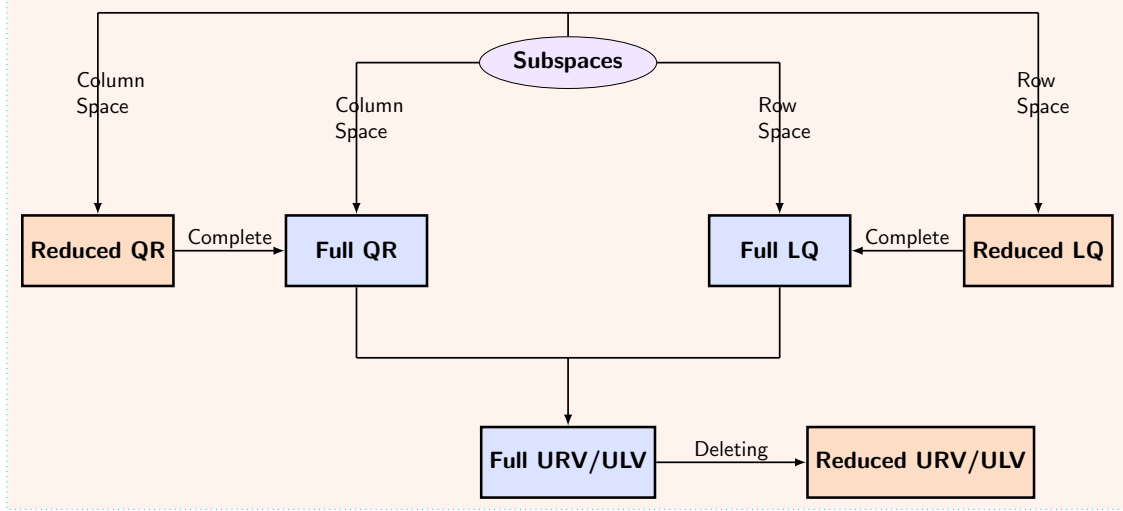 Subspaces
Column
Space
Column
Space
Row
Space
Row
Space
Reduced QR
Complete
Full QR
Full LQ
Complete
Reduced LQ
Full URV/ULV
Deleting
Reduced URV/ULV